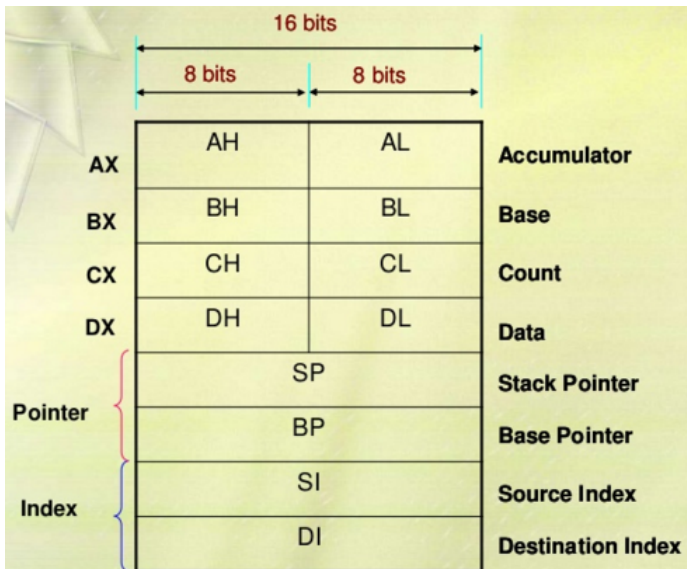 16 bits
8 bits 8 bits
AX AH AL Accumulator
BX BH BL Base
CX CH CL Count
DX DH DL Data
SP Stack Pointer
Pointer
BP Base Pointer
SI Source Index
Index
DI Destination Index